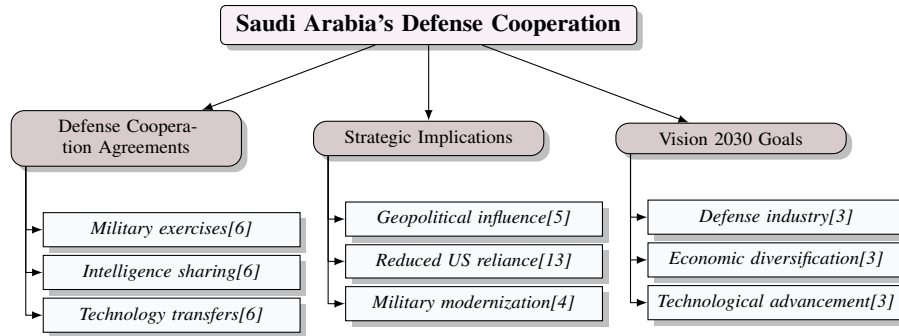 Saudi Arabia's Defense Cooperation
Defense Coopera-
tion Agreements
Military exercises[6]
Intelligence sharing[6]
Technology transfers[6]
Strategic Implications
Geopolitical influence[5]
Reduced US reliance[13]
Military modernization[4]
Vision 2030 Goals
Defense industry[3]
Economic diversification[3]
Technological advancement[3]